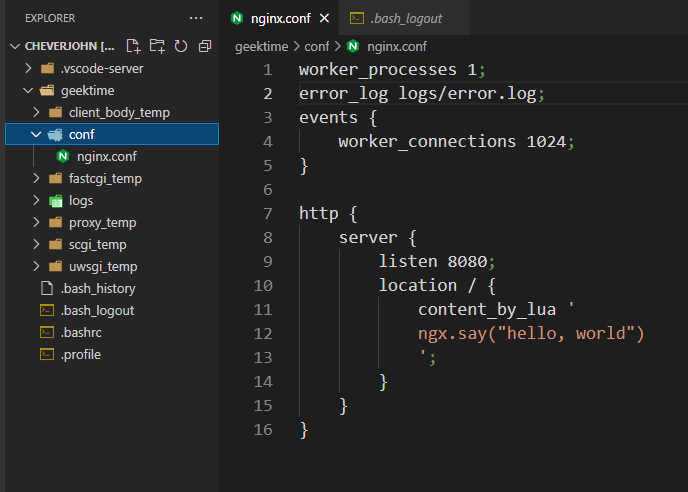 EXPLORER
CHEVERJOHN [...
.vscode-server
geektime
client_body_temp
conf
nginx.conf
fastcgi_temp
logs
proxy_temp
scgi_temp
uwsgi_temp
.bash_history
.bash_logout
.bashrc
.profile
nginx.conf
.bash_logout
geektime > conf > nginx.conf
1 worker_processes 1;
2 error_log logs/error.log;
3 events {
4 worker_connections 1024;
5 }
6
7 http {
8 server {
9 listen 8080;
10 location / {
11 content_by_lua '
12 ngx.say("hello, world")
13 ';
14 }
15 }
16 }